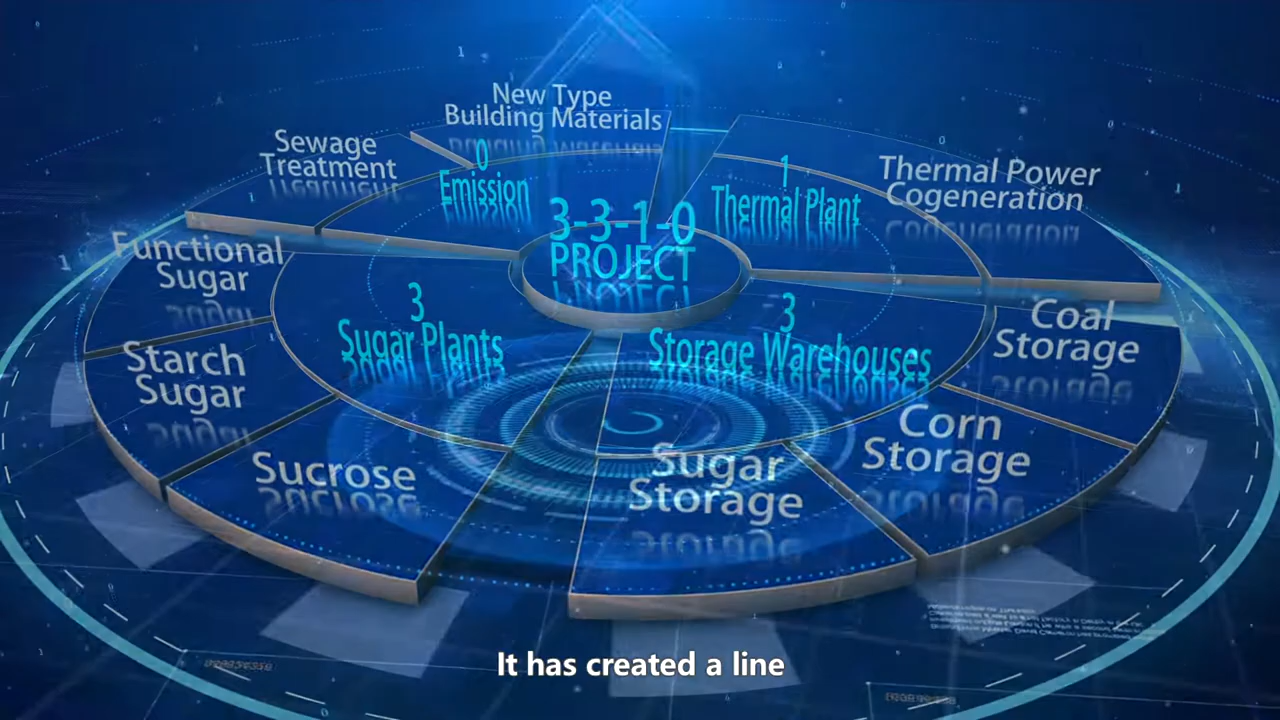 New Type
Building Materials
Sewage
Treatment
0
Emission
1
Thermal Plant
Thermal Power
Cogeneration
3-3-1-0
PROJECT
Functional
Sugar
3
Sugar Plants
3
Storage Warehouses
Coal
Storage
Starch
Sugar
Corn
Storage
Sucrose
Sugar
Storage
It has created a line